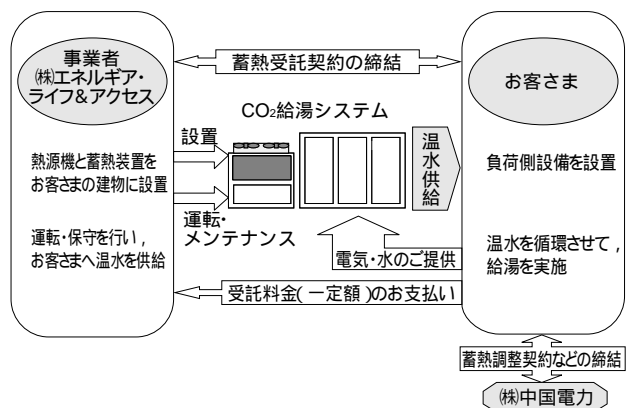 事業者
(株)エネルギア・
ライフ&アクセス
蓄熱受託契約の締結
お客さま
CO₂給湯システム
設置
熱源機と蓄熱装置を
お客さまの建物に設置
温水供給
負荷側設備を設置
運転・
メンテナンス
運転・保守を行い,
お客さまへ温水を供給
電気・水のご提供
温水を循環させて,
給湯を実施
受託料金(一定額)のお支払い
蓄熱調整契約などの締結
(株)中国電力